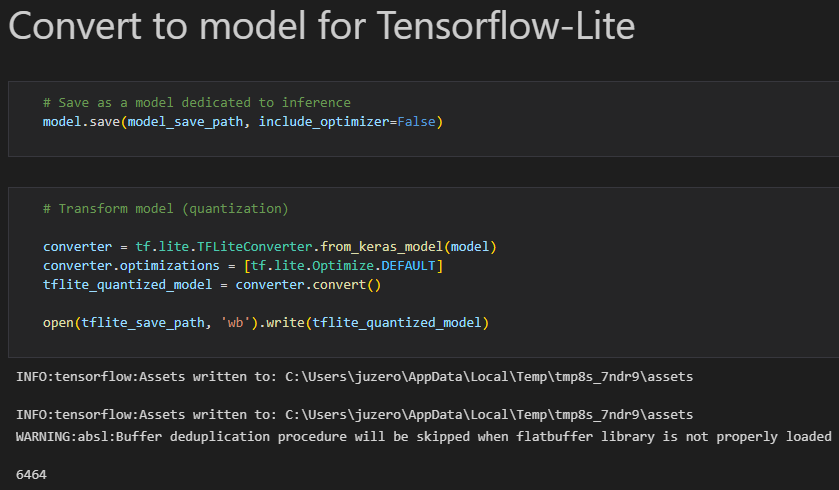 Convert to model for Tensorflow-Lite
# Save as a model dedicated to inference
model.save(model_save_path, include_optimizer=False)
# Transform model (quantization)
converter = tf.lite.TFLiteConverter.from_keras_model(model)
converter.optimizations = [tf.lite.Optimize.DEFAULT]
tflite_quantized_model = converter.convert()
open(tflite_save_path, 'wb').write(tflite_quantized_model)
INFO:tensorflow:Assets written to: C:\Users\juzero\AppData\Local\Temp\tmp8s_7ndr9\assets
INFO:tensorflow:Assets written to: C:\Users\juzero\AppData\Local\Temp\tmp8s_7ndr9\assets
WARNING:absl:Buffer deduplication procedure will be skipped when flatbuffer library is not properly loaded
6464